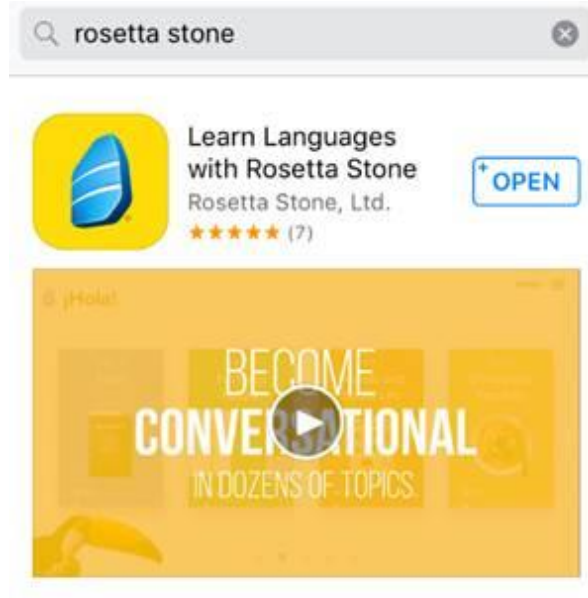 rosetta stone
Learn Languages
with Rosetta Stone
Rosetta Stone, Ltd.
(7)
+OPEN
¡Hola!
BECOME
CONVERSATIONAL
IN DOZENS OF TOPICS